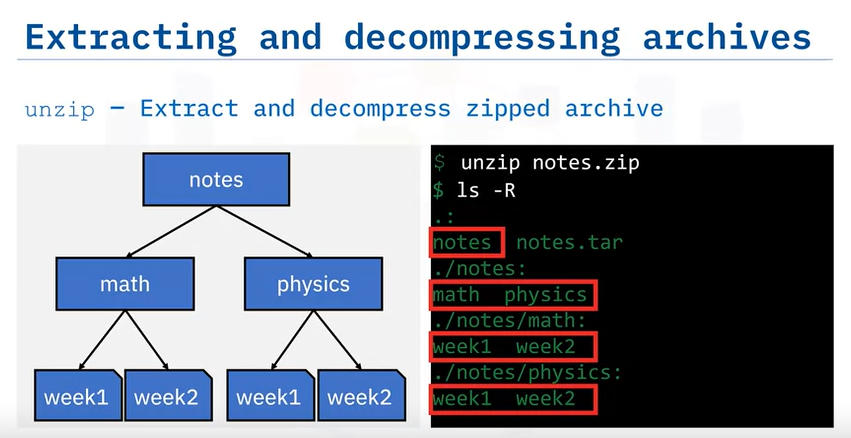 Extracting and decompressing archives
unzip – Extract and decompress zipped archive
notes
math physics
week1 week2 week1 week2
$ unzip notes.zip
$ ls -R
.:
notes notes.tar
./notes:
math physics
./notes/math:
week1 week2
./notes/physics:
week1 week2